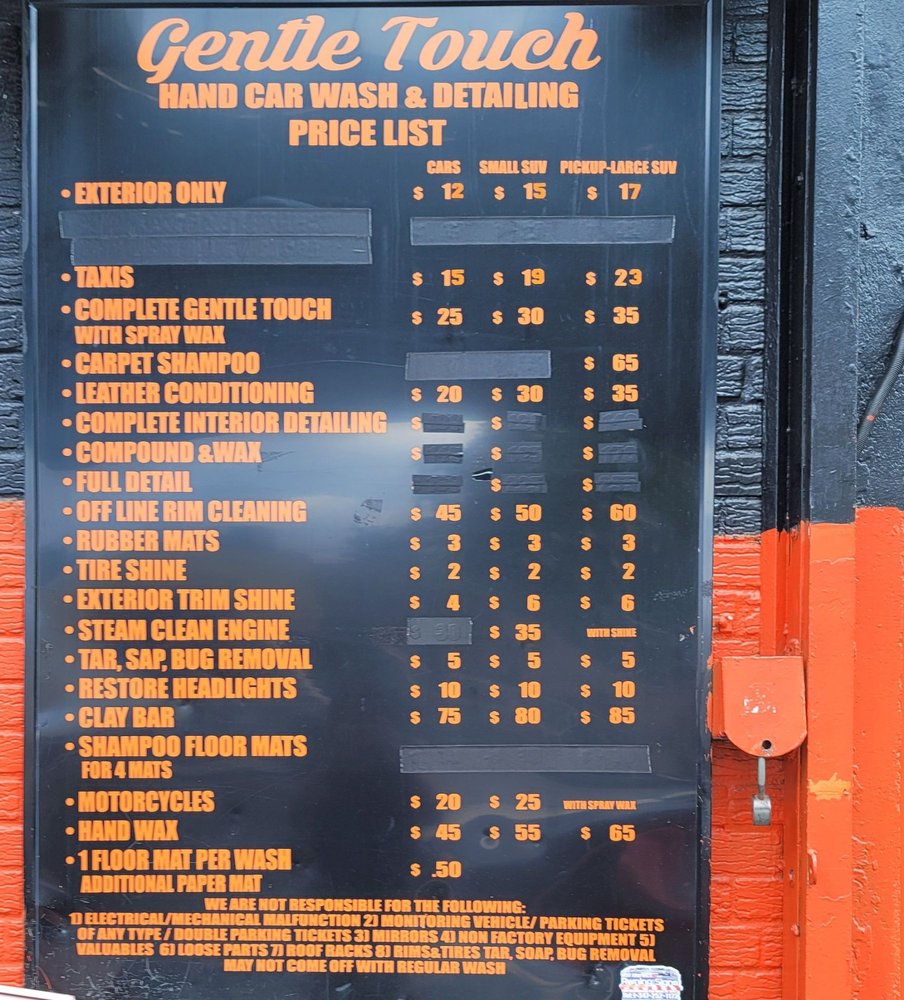 Gentle Touch
HAND CAR WASH & DETAILING
PRICE LIST
CARS SMALL SUV PICKUP-LARGE SUV
• EXTERIOR ONLY $ 12 $ 15 $ 17
• TAXIS $ 15 $ 19 $ 23
• COMPLETE GENTLE TOUCH $ 25 $ 30 $ 35
WITH SPRAY WAX
• CARPET SHAMPOO $ 65
• LEATHER CONDITIONING $ 20 $ 30 $ 35
• COMPLETE INTERIOR DETAILING $ $ $
• COMPOUND &WAX $ $ $
• FULL DETAIL $ $
• OFF LINE RIM CLEANING $ 45 $ 50 $ 60
• RUBBER MATS $ 3 $ 3 $ 3
• TIRE SHINE $ 2 $ 2 $ 2
• EXTERIOR TRIM SHINE $ 4 $ 6 $ 6
• STEAM CLEAN ENGINE $ 35 WITH SHINE
• TAR, SAP, BUG REMOVAL $ 5 $ 5 $ 5
• RESTORE HEADLIGHTS $ 10 $ 10 $ 10
• CLAY BAR $ 75 $ 80 $ 85
• SHAMPOO FLOOR MATS
FOR 4 MATS
• MOTORCYCLES $ 20 $ 25 WITH SPRAY WAX
• HAND WAX $ 45 $ 55 $ 65
• 1 FLOOR MAT PER WASH $ .50
ADDITIONAL PAPER MAT
WE ARE NOT RESPONSIBLE FOR THE FOLLOWING:
1) ELECTRICAL/MECHANICAL MALFUNCTION 2) MONITORING VEHICLE/ PARKING TICKETS
OF ANY TYPE / DOUBLE PARKING TICKETS 3) MIRRORS 4) NON FACTORY EQUIPMENT 5)
VALUABLES 6) LOOSE PARTS 7) ROOF RACKS 8) RIMS&TIRES TAR, SOAP, BUG REMOVAL
MAY NOT COME OFF WITH REGULAR WASH